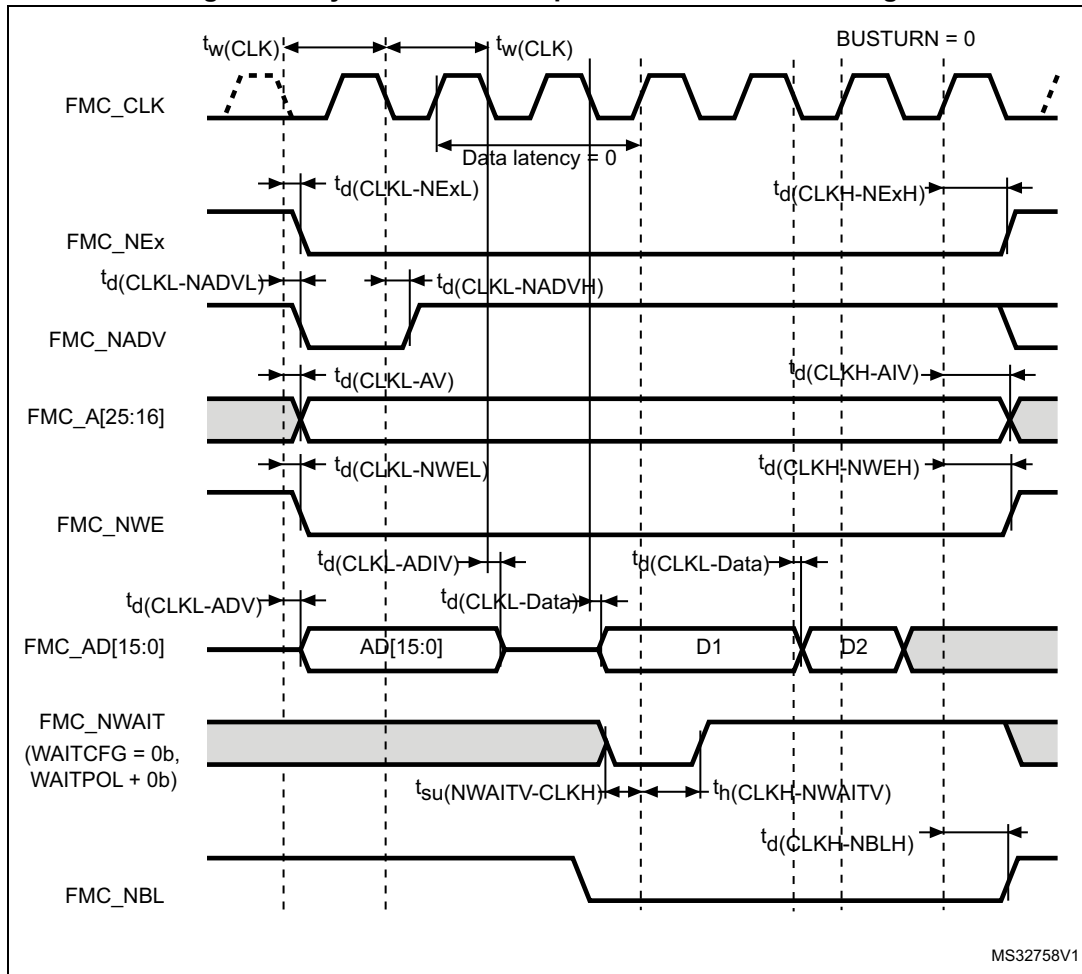 tw(CLK) tw(CLK) BUSTURN = 0
FMC_CLK
Data latency = 0
td(CLKL-NExL) td(CLKH-NExH)
FMC_NEx
td(CLKL-NADVL) td(CLKL-NADVH)
FMC_NADV
td(CLKL-AV) td(CLKH-AIV)
FMC_A[25:16]
td(CLKL-NWEL) td(CLKH-NWEH)
FMC_NWE
td(CLKL-ADIV) td(CLKL-Data)
td(CLKL-ADV) td(CLKL-Data)
FMC_AD[15:0] AD[15:0] D1 D2
FMC_NWAIT
(WAITCFG = 0b,
WAITPOL + 0b)
tsu(NWAITV-CLKH) th(CLKH-NWAITV)
td(CLKH-NBLH)
FMC_NBL
MS32758V1